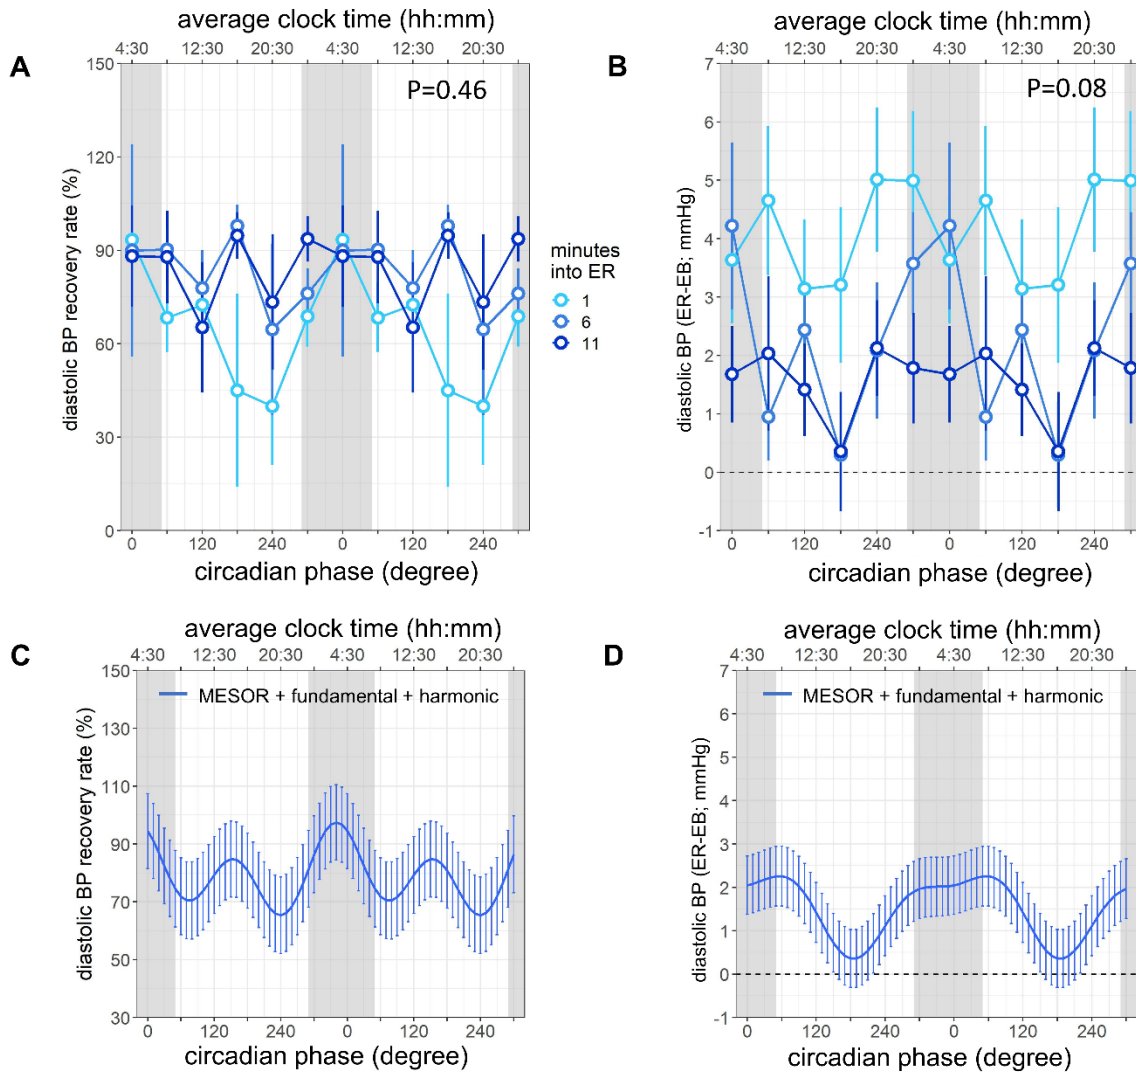 average clock time (hh:mm)
4:30 12:30 20:30 4:30 12:30 20:30
A
P=0.46
150
120
90
60
30
0
diastolic BP recovery rate (%)
0 120 240 0 120 240
circadian phase (degree)
minutes
into ER
1
6
11
average clock time (hh:mm)
4:30 12:30 20:30 4:30 12:30 20:30
B
P=0.08
7
6
5
4
3
2
1
0
-1
diastolic BP (ER-EB; mmHg)
0 120 240 0 120 240
circadian phase (degree)
average clock time (hh:mm)
4:30 12:30 20:30 4:30 12:30 20:30
C
MESOR + fundamental + harmonic
150
130
110
90
70
50
30
diastolic BP recovery rate (%)
0 120 240 0 120 240
circadian phase (degree)
average clock time (hh:mm)
4:30 12:30 20:30 4:30 12:30 20:30
D
MESOR + fundamental + harmonic
7
6
5
4
3
2
1
0
-1
diastolic BP (ER-EB; mmHg)
0 120 240 0 120 240
circadian phase (degree)